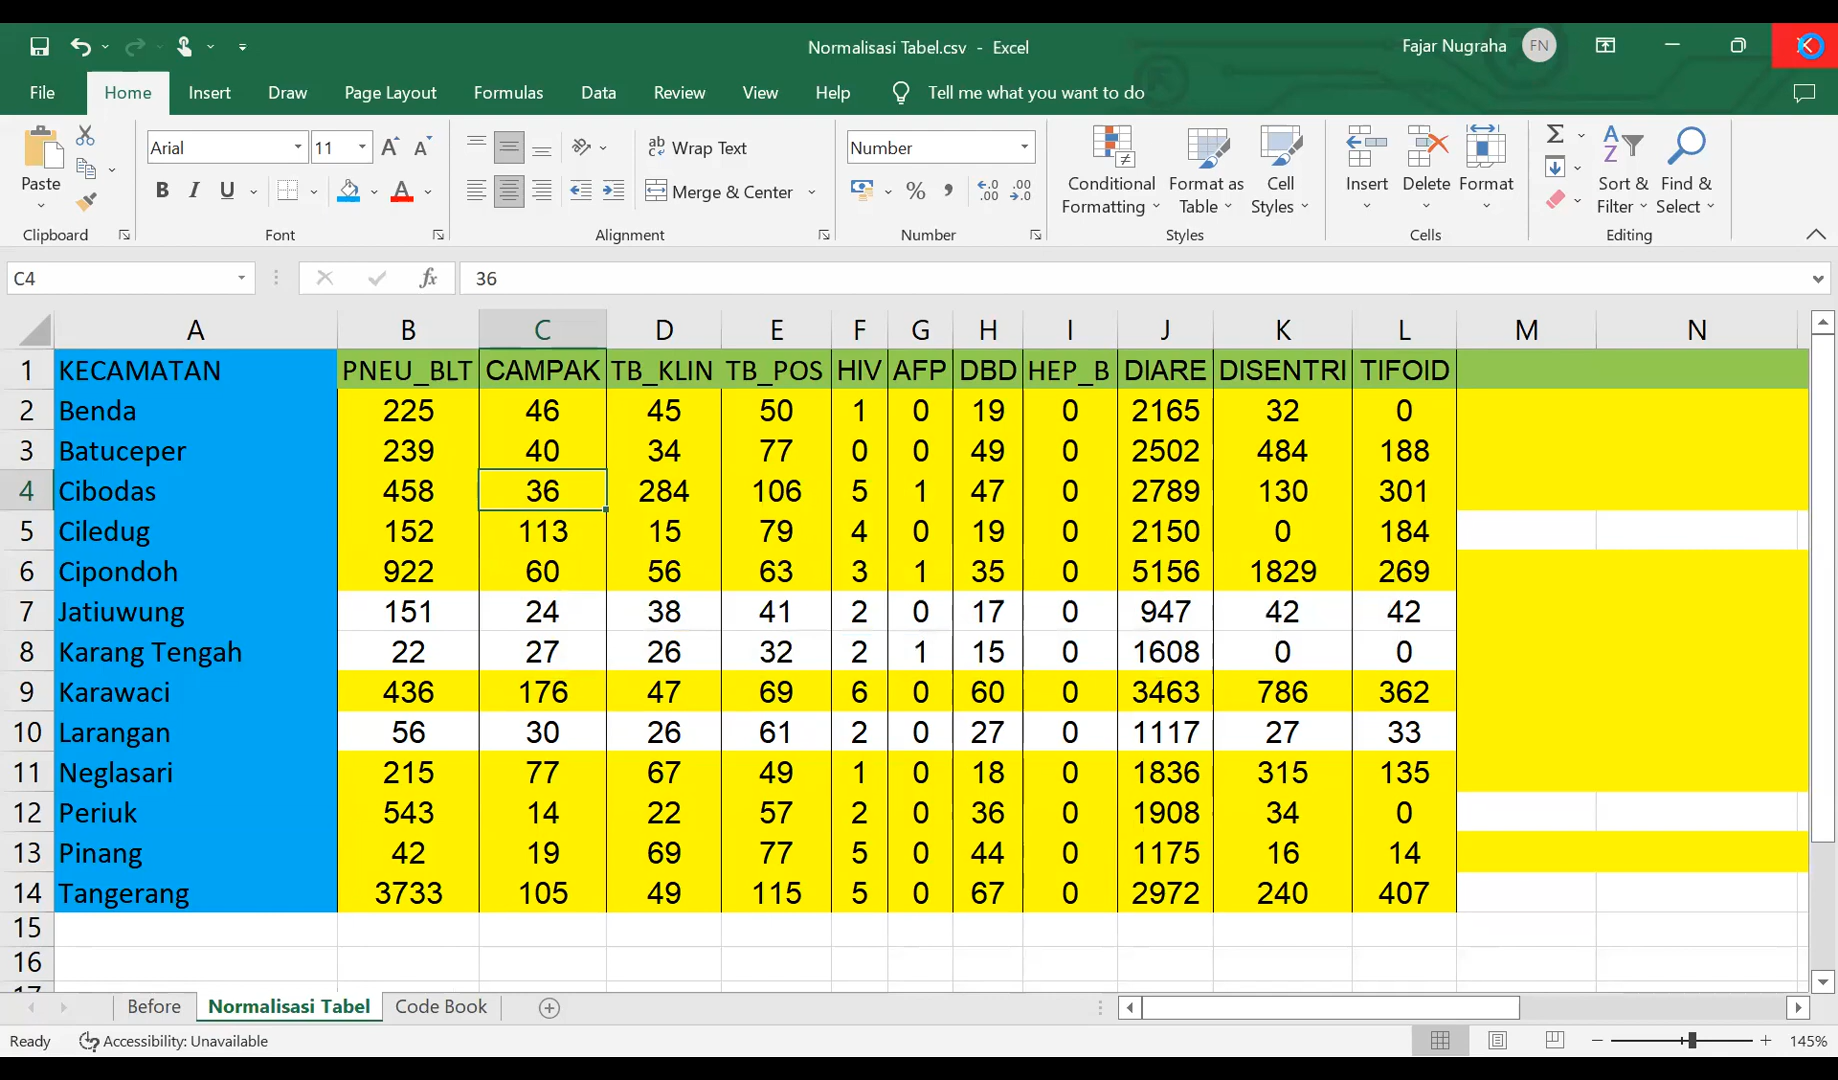 Normalisasi Tabel.csv - Excel
Fajar Nugraha FN
File Home Insert Draw Page Layout Formulas Data Review View Help Tell me what you want to do
Paste
Clipboard
Arial 11
B I U
Font
ab Wrap Text
Merge & Center
Alignment
Number
%
Number
Conditional Formatting
Format as Table
Cell Styles
Styles
Insert Delete Format
Cells
Sort & Filter
Find & Select
Editing
C4 fx 36
A B C D E F G H I J K L M N
1 KECAMATAN PNEU_BLT CAMPAK TB_KLIN TB_POS HIV AFP DBD HEP_B DIARE DISENTRI TIFOID
2 Benda 225 46 45 50 1 0 19 0 2165 32 0
3 Batuceper 239 40 34 77 0 0 49 0 2502 484 188
4 Cibodas 458 36 284 106 5 1 47 0 2789 130 301
5 Ciledug 152 113 15 79 4 0 19 0 2150 0 184
6 Cipondoh 922 60 56 63 3 1 35 0 5156 1829 269
7 Jatiuwung 151 24 38 41 2 0 17 0 947 42 42
8 Karang Tengah 22 27 26 32 2 1 15 0 1608 0 0
9 Karawaci 436 176 47 69 6 0 60 0 3463 786 362
10 Larangan 56 30 26 61 2 0 27 0 1117 27 33
11 Neglasari 215 77 67 49 1 0 18 0 1836 315 135
12 Periuk 543 14 22 57 2 0 36 0 1908 34 0
13 Pinang 42 19 69 77 5 0 44 0 1175 16 14
14 Tangerang 3733 105 49 115 5 0 67 0 2972 240 407
15
16
17
Before Normalisasi Tabel Code Book
Ready Accessibility: Unavailable 145%